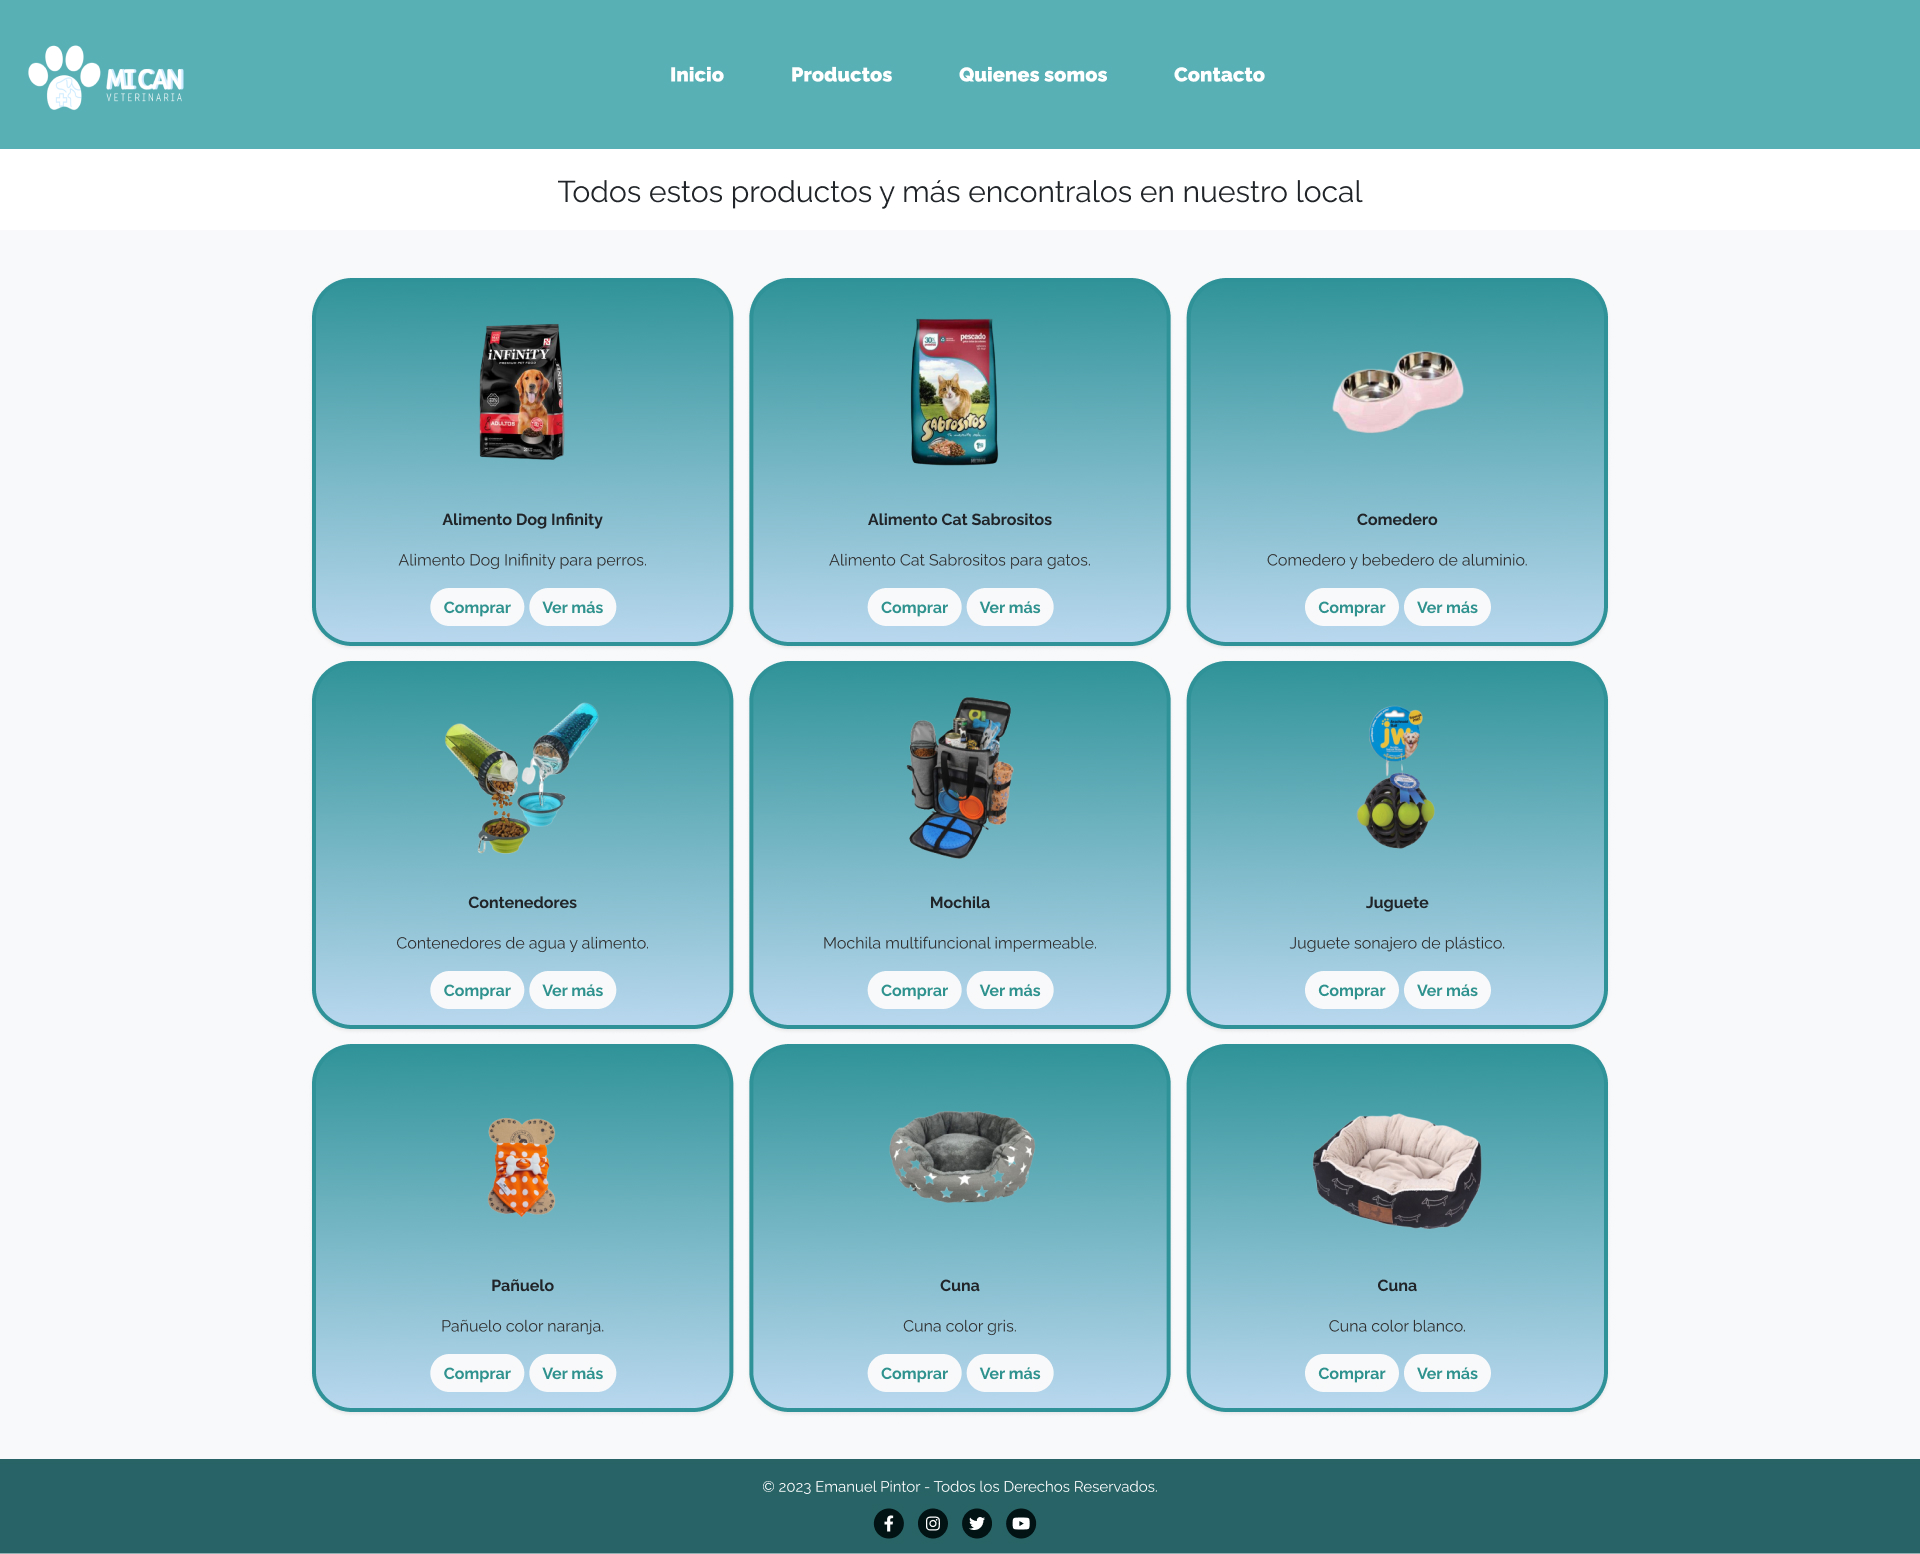 MI CAN
VETERINARIA
Inicio
Productos
Quienes somos
Contacto
Todos estos productos y más encontralos en nuestro local
INFINITY
ADULTOS
Alimento Dog Infinity
Alimento Dog Inifinity para perros.
Comprar
Ver más
pescado
Sabrositos
Alimento Cat Sabrositos
Alimento Cat Sabrositos para gatos.
Comprar
Ver más
Comedero
Comedero y bebedero de aluminio.
Comprar
Ver más
Contenedores
Contenedores de agua y alimento.
Comprar
Ver más
Mochila
Mochila multifuncional impermeable.
Comprar
Ver más
JW
Juguete
Juguete sonajero de plástico.
Comprar
Ver más
Pañuelo
Pañuelo color naranja.
Comprar
Ver más
Cuna
Cuna color gris.
Comprar
Ver más
Cuna
Cuna color blanco.
Comprar
Ver más
© 2023 Emanuel Pintor - Todos los Derechos Reservados.